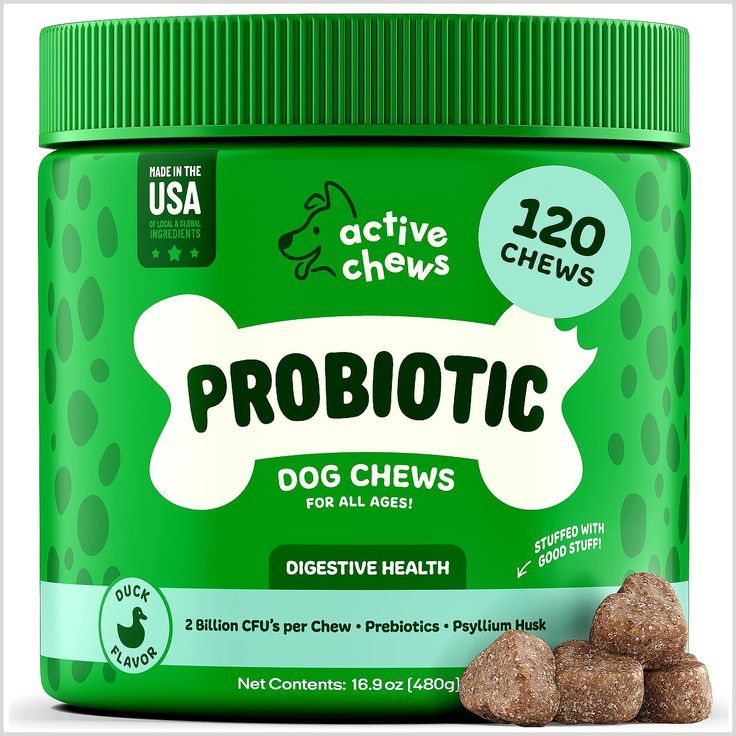 MADE IN THE
USA
OF LOCAL & GLOBAL
INGREDIENTS
active
chews
120
CHEWS
PROBIOTIC
DOG CHEWS
FOR ALL AGES!
STUFFED WITH
GOOD STUFF!
DIGESTIVE HEALTH
DUCK
FLAVOR
2 Billion CFU's per Chew • Prebiotics • Psyllium Husk
Net Contents: 16.9 oz [480g]